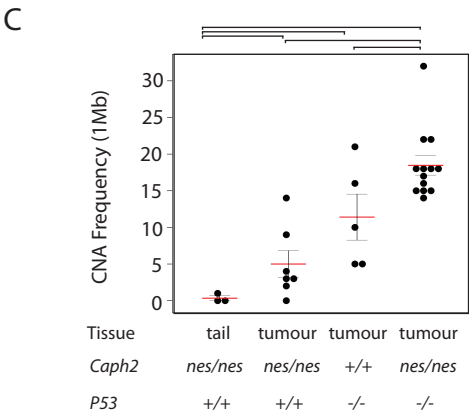 C
CNA Frequency (1Mb)
30
25
20
15
10
5
0
Tissue tail tumour tumour tumour
Caph2 nes/nes nes/nes +/+ nes/nes
P53 +/+ +/+ -/- -/-